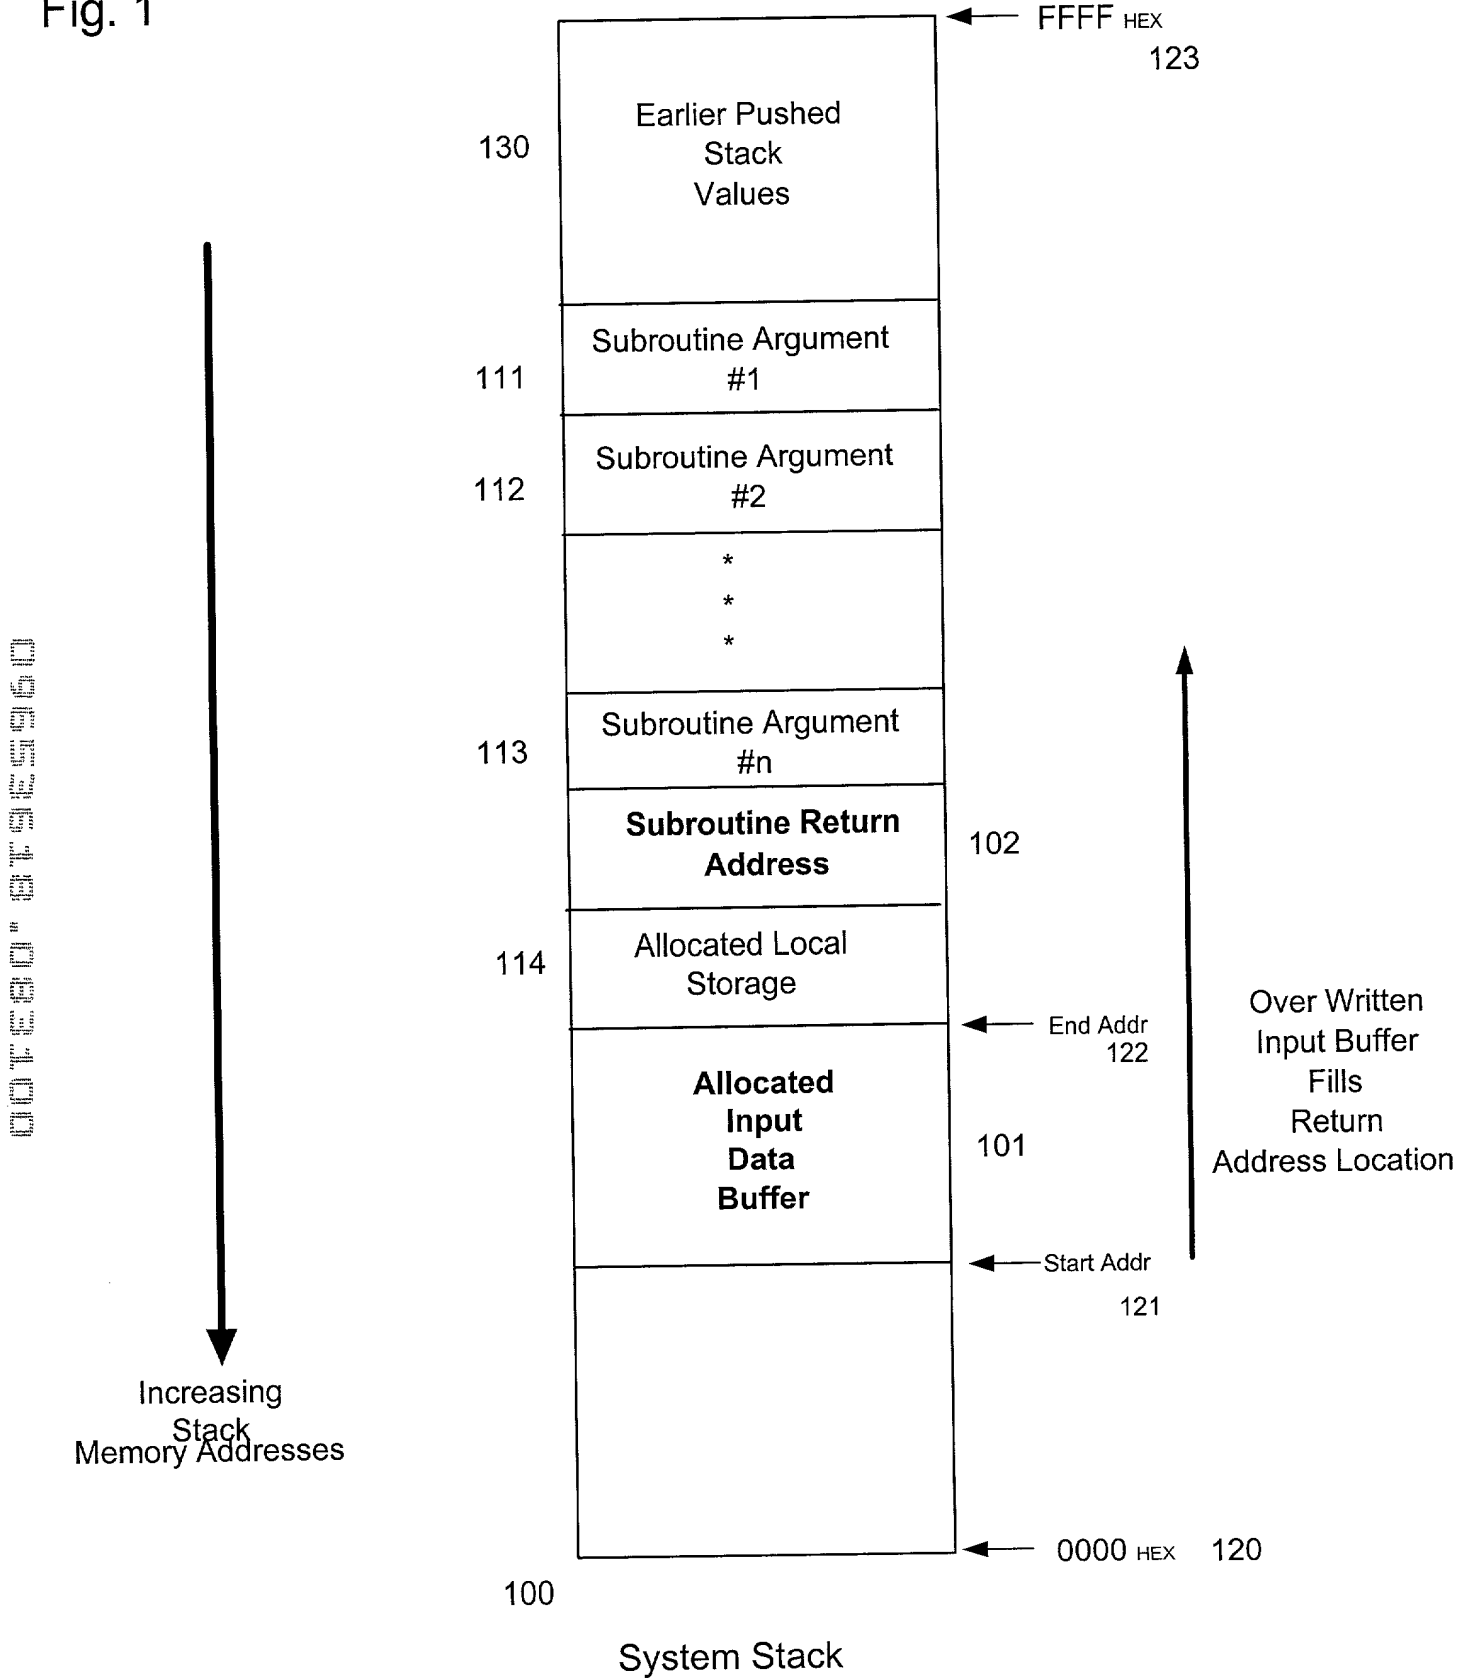 Fig. 1
FFFF HEX
123
130
Earlier Pushed
Stack
Values
111
Subroutine Argument
#1
112
Subroutine Argument
#2
*
*
*
113
Subroutine Argument
#n
Subroutine Return
Address
102
114
Allocated Local
Storage
End Addr
122
Allocated
Input
Data
Buffer
101
Start Addr
121
Over Written
Input Buffer
Fills
Return
Address Location
Increasing
Stack
Memory Addresses
0000 HEX 120
100
System Stack
09653618.083100